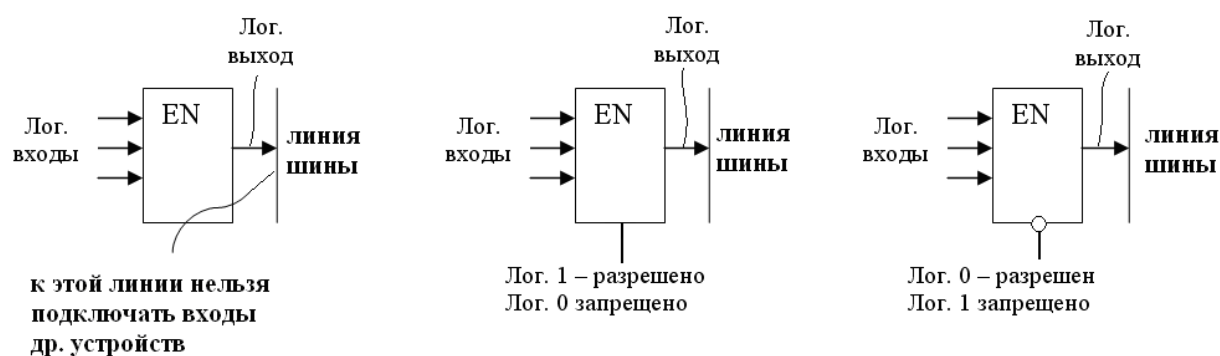 Лог.
выход
EN
Лог.
входы
линия
шины
к этой линии нельзя
подключать входы
др. устройств
Лог.
выход
EN
Лог.
входы
линия
шины
Лог. 1 – разрешено
Лог. 0 запрещено
Лог.
выход
EN
Лог.
входы
линия
шины
Лог. 0 – разрешен
Лог. 1 запрещено